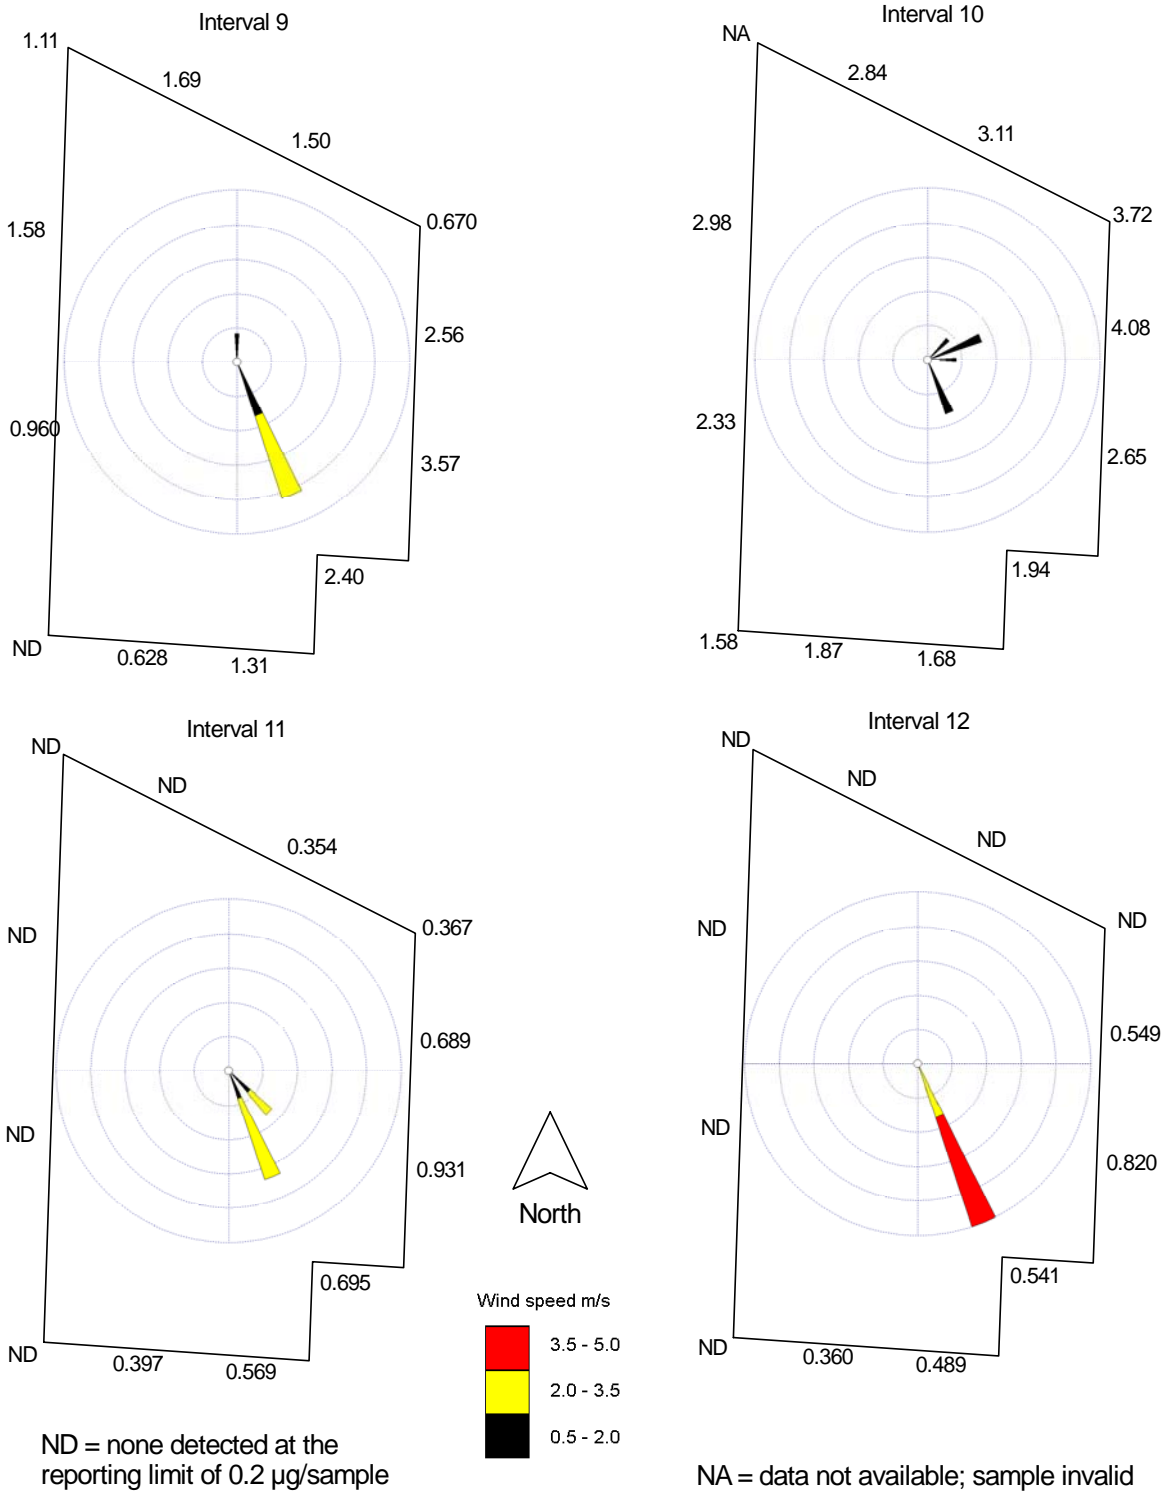 Interval 9
1.11
1.69
1.50
0.670
1.58
2.56
0.960
3.57
2.40
ND
0.628
1.31
Interval 10
NA
2.84
3.11
3.72
2.98
4.08
2.33
2.65
1.94
1.58
1.87
1.68
Interval 11
ND
ND
0.354
0.367
ND
0.689
ND
0.931
0.695
ND
0.397
0.569
Interval 12
ND
ND
ND
ND
ND
0.549
ND
0.820
0.541
ND
0.360
0.489
North
Wind speed m/s
3.5 - 5.0
2.0 - 3.5
0.5 - 2.0
ND = none detected at the
reporting limit of 0.2 µg/sample
NA = data not available; sample invalid